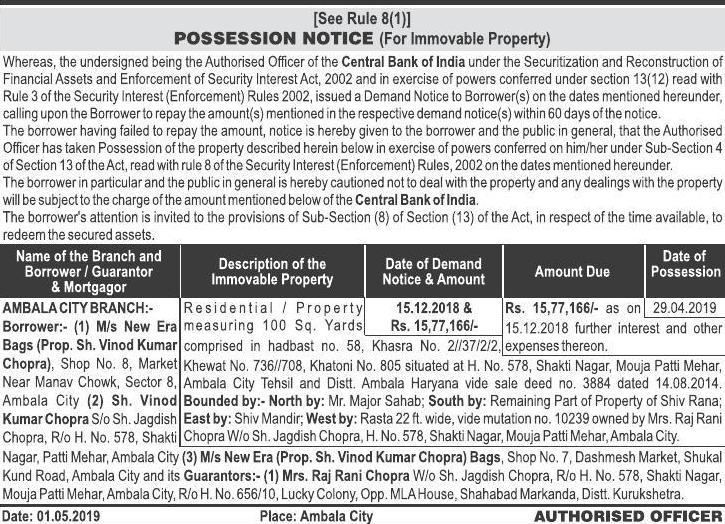 [See Rule 8(1)]
POSSESSION NOTICE (For Immovable Property)
Whereas, the undersigned being the Authorised Officer of the Central Bank of India under the Securitization and Reconstruction of
Financial Assets and Enforcement of Security Interest Act, 2002 and in exercise of powers conferred under section 13(12) read with
Rule 3 of the Security Interest (Enforcement) Rules 2002, issued a Demand Notice to Borrower(s) on the dates mentioned hereunder,
calling upon the Borrower to repay the amount(s) mentioned in the respective demand notice(s) within 60 days of the notice.
The borrower having failed to repay the amount, notice is hereby given to the borrower and the public in general, that the Authorised
Officer has taken Possession of the property described herein below in exercise of powers conferred on him/her under Sub-Section 4
of Section 13 of the Act, read with rule 8 of the Security Interest (Enforcement) Rules, 2002 on the dates mentioned hereunder.
The borrower in particular and the public in general is hereby cautioned not to deal with the property and any dealings with the property
will be subject to the charge of the amount mentioned below of the Central Bank of India.
The borrower's attention is invited to the provisions of Sub-Section (8) of Section (13) of the Act, in respect of the time available, to
redeem the secured assets.
Name of the Branch and
Borrower / Guarantor
& Mortgagor
Description of the
Immovable Property
Date of Demand
Notice & Amount
Amount Due
Date of
Possession
AMBALA CITY BRANCH:-
Borrower:- (1) M/s New Era
Bags (Prop. Sh. Vinod Kumar
Chopra), Shop No. 8, Market
Near Manav Chowk, Sector 8,
Ambala City (2) Sh. Vinod
Kumar Chopra S/o Sh. Jagdish
Chopra, R/o H. No. 578, Shakti
Residential / Property
measuring 100 Sq. Yards
15.12.2018 &
Rs. 15,77,166/-
Rs. 15,77,166/- as on
15.12.2018 further interest and other
expenses thereon.
29.04.2019
comprised in hadbast no. 58, Khasra No. 2//37/2/2,
Khewat No. 736//708, Khatoni No. 805 situated at H. No. 578, Shakti Nagar, Mouja Patti Mehar,
Ambala City Tehsil and Distt. Ambala Haryana vide sale deed no. 3884 dated 14.08.2014.
Bounded by:- North by: Mr. Major Sahab; South by: Remaining Part of Property of Shiv Rana;
East by: Shiv Mandir; West by: Rasta 22 ft. wide, vide mutation no. 10239 owned by Mrs. Raj Rani
Chopra W/o Sh. Jagdish Chopra, H. No. 578, Shakti Nagar, Mouja Patti Mehar, Ambala City.
Nagar, Patti Mehar, Ambala City (3) M/s New Era (Prop. Sh. Vinod Kumar Chopra) Bags, Shop No. 7, Dashmesh Market, Shukal
Kund Road, Ambala City and its Guarantors:- (1) Mrs. Raj Rani Chopra W/o Sh. Jagdish Chopra, R/o H. No. 578, Shakti Nagar,
Mouja Patti Mehar, Ambala City, R/o H. No. 656/10, Lucky Colony, Opp. MLA House, Shahabad Markanda, Distt. Kurukshetra.
Date: 01.05.2019 Place: Ambala City AUTHORISED OFFICER